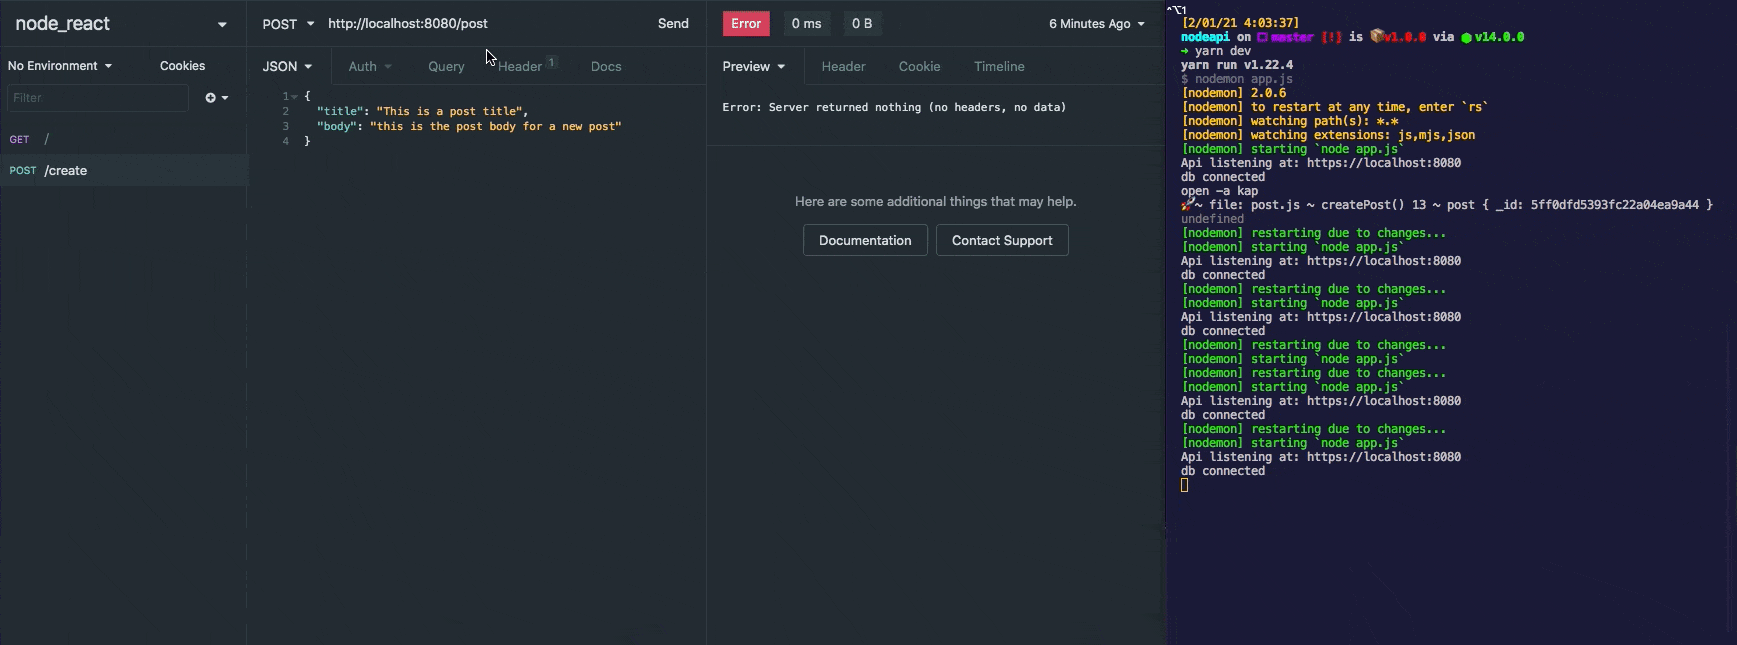 node_react
POST http://localhost:8080/post Send
Error 0 ms 0 B 6 Minutes Ago
No Environment Cookies
JSON Auth Query Header 1 Docs
Preview Header Cookie Timeline
Filter
GET /
POST /create
1 {
2 "title": "This is a post title",
3 "body": "this is the post body for a new post"
4 }
Error: Server returned nothing (no headers, no data)
Here are some additional things that may help.
Documentation Contact Support
⌃⌥1
[2/01/21 4:03:37]
nodeapi on master [!] is 📦v1.0.0 via ⬢ v14.0.0
➜ yarn dev
yarn run v1.22.4
$ nodemon app.js
[nodemon] 2.0.6
[nodemon] to restart at any time, enter `rs`
[nodemon] watching path(s): *.*
[nodemon] watching extensions: js,mjs,json
[nodemon] starting `node app.js`
Api listening at: https://localhost:8080
db connected
open -a kap
🚀~ file: post.js ~ createPost() 13 ~ post { _id: 5ff0dfd5393fc22a04ea9a44 }
undefined
[nodemon] restarting due to changes...
[nodemon] starting `node app.js`
Api listening at: https://localhost:8080
db connected
[nodemon] restarting due to changes...
[nodemon] starting `node app.js`
Api listening at: https://localhost:8080
db connected
[nodemon] restarting due to changes...
[nodemon] starting `node app.js`
[nodemon] restarting due to changes...
[nodemon] starting `node app.js`
Api listening at: https://localhost:8080
db connected
[nodemon] restarting due to changes...
[nodemon] starting `node app.js`
Api listening at: https://localhost:8080
db connected